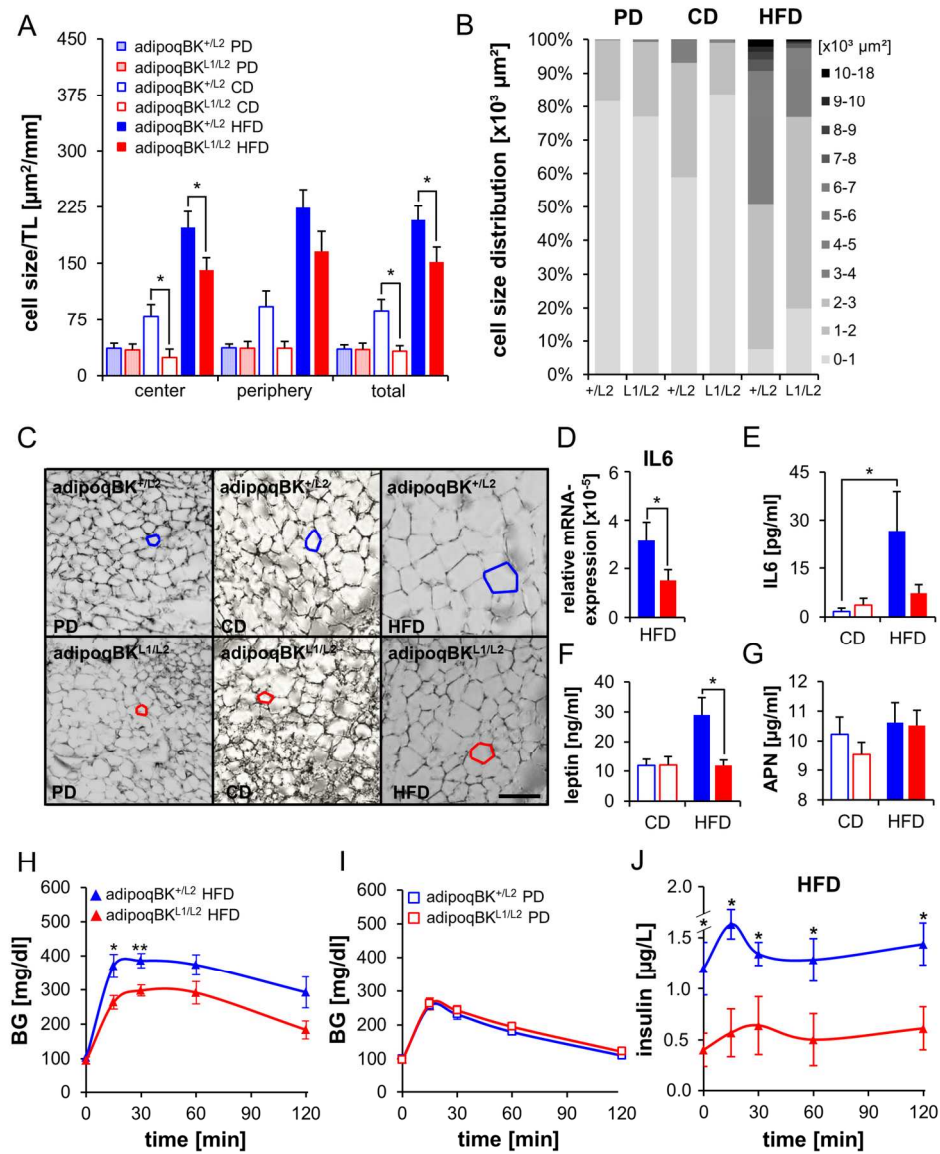 A
cell size/TL [µm²/mm]
450
375
300
225
150
75
0
adipoqBK+/L2 PD
adipoqBKL1/L2 PD
adipoqBK+/L2 CD
adipoqBKL1/L2 CD
adipoqBK+/L2 HFD
adipoqBKL1/L2 HFD
*
*
*
*
center periphery total
B
PD CD HFD
cell size distribution [x10³ µm²]
100%
90%
80%
70%
60%
50%
40%
30%
20%
10%
0%
+/L2 L1/L2 +/L2 L1/L2 +/L2 L1/L2
[x10³ µm²]
10-18
9-10
8-9
7-8
6-7
5-6
4-5
3-4
2-3
1-2
0-1
C
adipoqBK+/L2 adipoqBK+/L2 adipoqBK+/L2
PD CD HFD
adipoqBKL1/L2 adipoqBKL1/L2 adipoqBKL1/L2
PD CD HFD
D
IL6
relative mRNA-
expression [x10-5]
6
4
2
0
*
HFD
E
IL6 [pg/ml]
45
30
15
0
*
CD HFD
F
leptin [ng/ml]
40
30
20
10
0
*
CD HFD
G
APN [µg/ml]
12
11
10
9
8
CD HFD
H
BG [mg/dl]
600
500
400
300
200
100
0
adipoqBK+/L2 HFD
adipoqBKL1/L2 HFD
* **
0 30 60 90 120
time [min]
I
BG [mg/dl]
600
500
400
300
200
100
0
adipoqBK+/L2 PD
adipoqBKL1/L2 PD
0 30 60 90 120
time [min]
J
HFD
insulin [µg/L]
2.0
1.5
1.0
0.5
0.0
* * * * *
0 30 60 90 120
time [min]